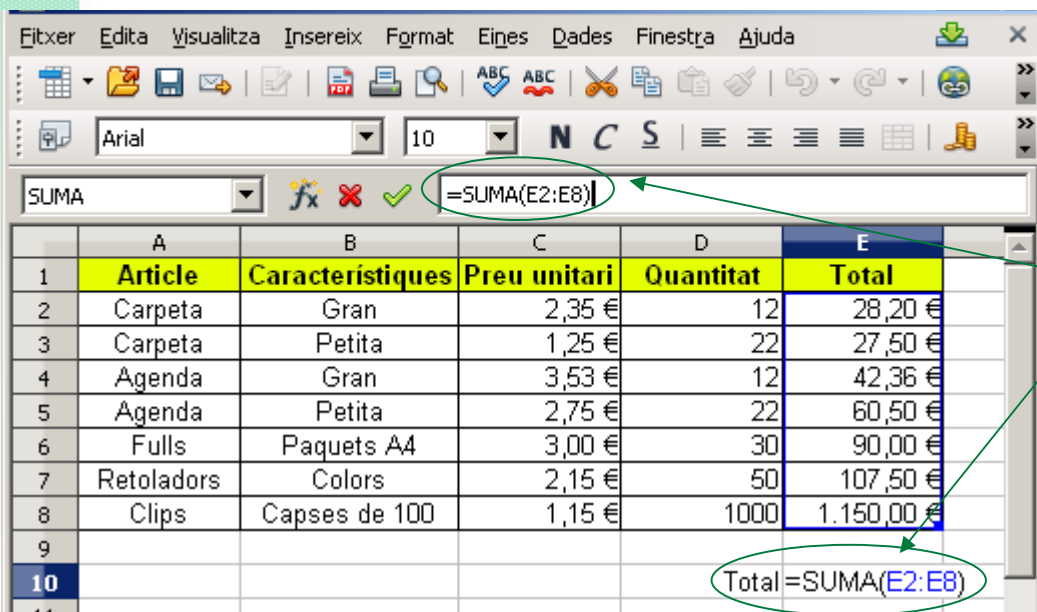 Fitxer Edita Visualitza Insereix Format Eines Dades Finestra Ajuda
PDF ABC ABC
Arial 10 N C S
SUMA fx =SUMA(E2:E8)
A B C D E
1 Article Característiques Preu unitari Quantitat Total
2 Carpeta Gran 2,35 € 12 28,20 €
3 Carpeta Petita 1,25 € 22 27,50 €
4 Agenda Gran 3,53 € 12 42,36 €
5 Agenda Petita 2,75 € 22 60,50 €
6 Fulls Paquets A4 3,00 € 30 90,00 €
7 Retoladors Colors 2,15 € 50 107,50 €
8 Clips Capses de 100 1,15 € 1000 1.150,00 €
9
10 Total =SUMA(E2:E8)